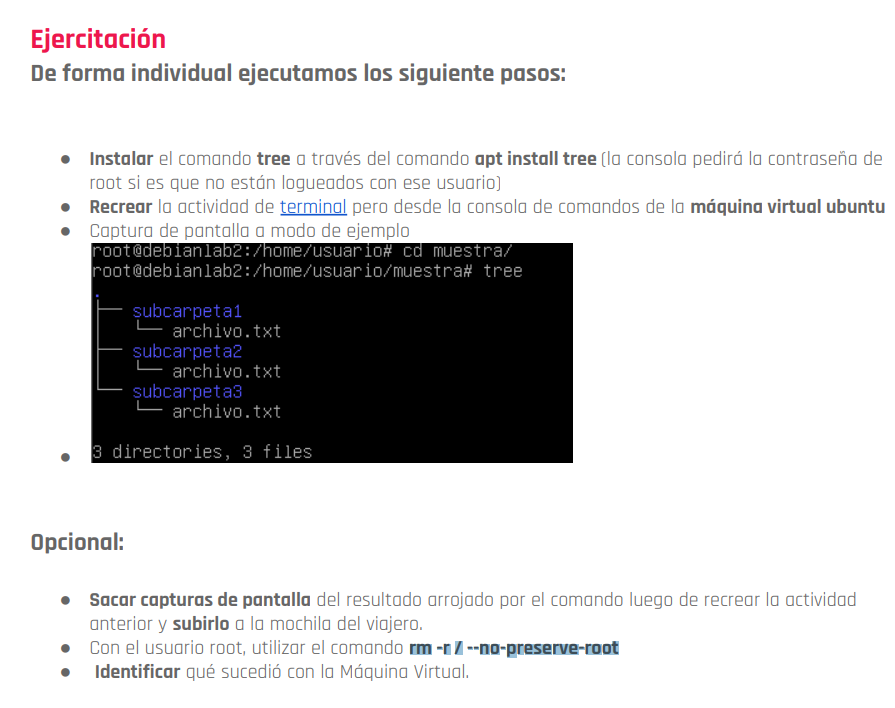 Ejercitación
De forma individual ejecutamos los siguiente pasos:
● Instalar el comando tree a través del comando apt install tree (la consola pedirá la contraseña de
root si es que no están logueados con ese usuario)
● Recrear la actividad de terminal pero desde la consola de comandos de la máquina virtual ubuntu
● Captura de pantalla a modo de ejemplo
root@debianlab2:/home/usuario# cd muestra/
root@debianlab2:/home/usuario/muestra# tree
.
├── subcarpeta1
│   └── archivo.txt
├── subcarpeta2
│   └── archivo.txt
└── subcarpeta3
    └── archivo.txt
3 directories, 3 files
●
Opcional:
● Sacar capturas de pantalla del resultado arrojado por el comando luego de recrear la actividad
anterior y subirlo a la mochila del viajero.
● Con el usuario root, utilizar el comando rm -r / --no-preserve-root
● Identificar qué sucedió con la Máquina Virtual.